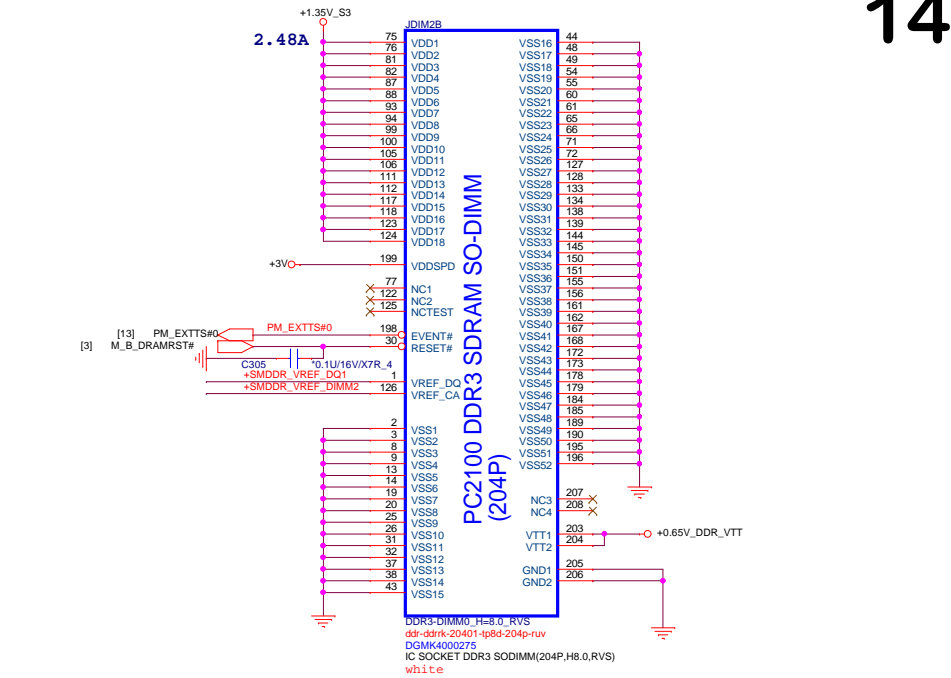 14
+1.35V_S3
2.48A
JDIM2B
75 VDD1 VSS16 44
76 VDD2 VSS17 48
81 VDD3 VSS18 49
82 VDD4 VSS19 54
87 VDD5 VSS20 55
88 VDD6 VSS21 60
93 VDD7 VSS22 61
94 VDD8 VSS23 65
99 VDD9 VSS24 66
100 VDD10 VSS25 71
105 VDD11 VSS26 72
106 VDD12 VSS27 127
111 VDD13 VSS28 128
112 VDD14 VSS29 133
117 VDD15 VSS30 134
118 VDD16 VSS31 138
123 VDD17 VSS32 139
124 VDD18 VSS33 144
VSS34 145
+3V 199 VDDSPD VSS35 150
VSS36 151
77 NC1 VSS37 155
122 NC2 VSS38 156
125 NCTEST VSS39 161
VSS40 162
[13] PM_EXTTS#0 PM_EXTTS#0 198 EVENT# VSS41 167
[3] M_B_DRAMRST# 30 RESET# VSS42 168
VSS43 172
C305 *0.1U/16V/X7R_4 VSS44 173
+SMDDR_VREF_DQ1 1 VREF_DQ VSS45 178
+SMDDR_VREF_DIMM2 126 VREF_CA VSS46 179
VSS47 184
VSS48 185
2 VSS1 VSS49 189
3 VSS2 VSS50 190
8 VSS3 VSS51 195
9 VSS4 VSS52 196
13 VSS5
14 VSS6
19 VSS7 NC3 207
20 VSS8 NC4 208
25 VSS9
26 VSS10 VTT1 203 +0.65V_DDR_VTT
31 VSS11 VTT2 204
32 VSS12
37 VSS13 GND1 205
38 VSS14 GND2 206
43 VSS15
PC2100 DDR3 SDRAM SO-DIMM
(204P)
DDR3-DIMM0_H=8.0_RVS
ddr-ddrrk-20401-tp8d-204p-ruv
DGMK4000275
IC SOCKET DDR3 SODIMM(204P,H8.0,RVS)
white